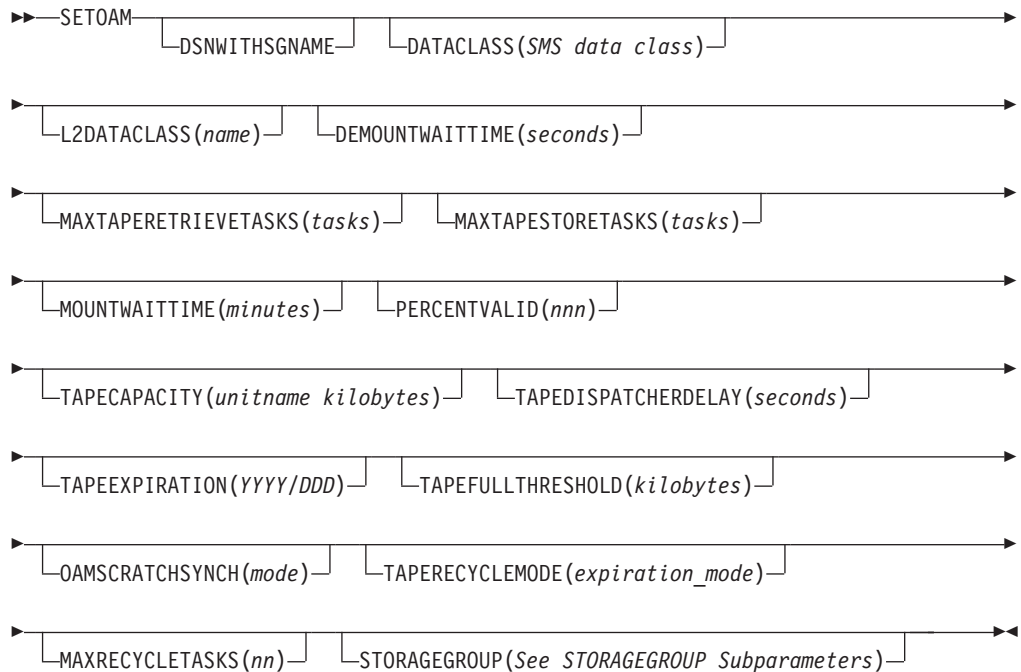 SETOAM
DSNWITHSGNAME DATACLASS(SMS data class)
L2DATACLASS(name) DEMOUNTWAITTIME(seconds)
MAXTAPERETRIEVETASKS(tasks) MAXTAPESTORETASKS(tasks)
MOUNTWAITTIME(minutes) PERCENTVALID(nnn)
TAPECAPACITY(unitname kilobytes) TAPEDISPATCHERDELAY(seconds)
TAPEEXPIRATION(YYYY/DDD) TAPEFULLTHRESHOLD(kilobytes)
OAMSCRATCHSYNCH(mode) TAPERECYCLEMODE(expiration_mode)
MAXRECYCLETASKS(nn) STORAGEGROUP(See STORAGEGROUP Subparameters)